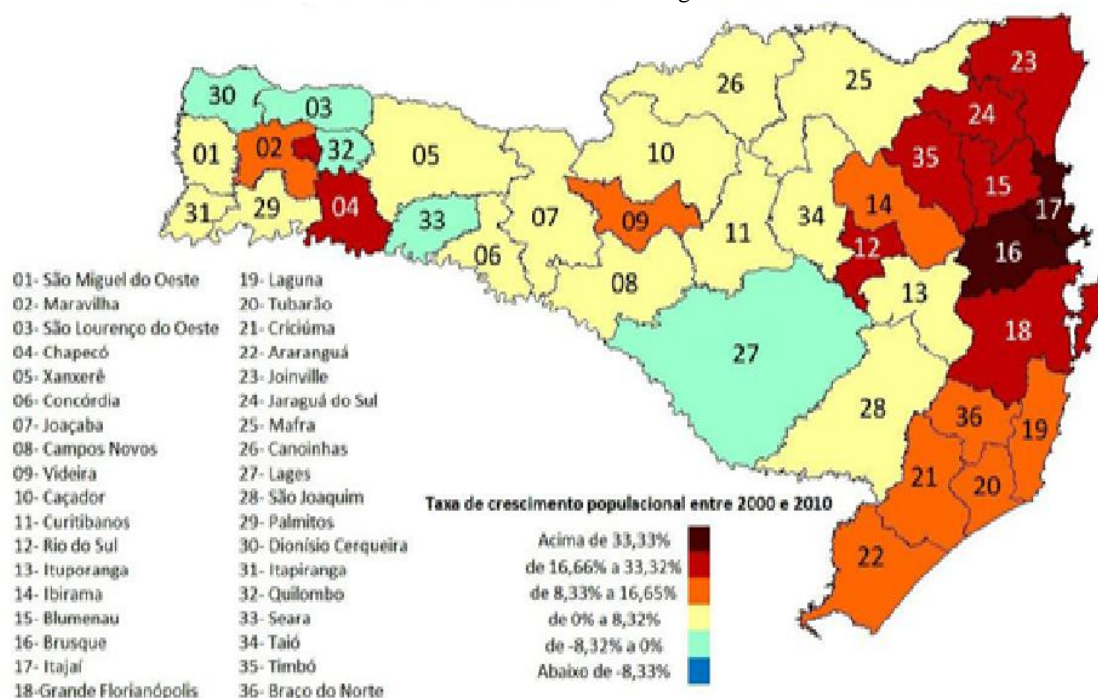 23
26
25
24
30
03
35
01
02
32
05
10
15
14
17
04
09
34
31
29
33
07
11
12
16
06
08
13
18
27
28
36
19
21
20
22
01- São Miguel do Oeste
02- Maravilha
03- São Lourenço do Oeste
04- Chapecó
05- Xanxerê
06- Concórdia
07- Joaçaba
08- Campos Novos
09- Videira
10- Caçador
11- Curitibanos
12- Rio do Sul
13- Ituporanga
14- Ibirama
15- Blumenau
16- Brusque
17- Itajaí
18-Grande Florianópolis
19- Laguna
20- Tubarão
21- Criciúma
22- Araranguá
23- Joinville
24- Jaraguá do Sul
25- Mafra
26- Canoinhas
27- Lages
28- São Joaquim
29- Palmitos
30- Dionísio Cerqueira
31- Itapiranga
32- Quilombo
33- Seara
34- Taió
35- Timbó
36- Braço do Norte
Taxa de crescimento populacional entre 2000 e 2010
Acima de 33,33%
de 16,66% a 33,32%
de 8,33% a 16,65%
de 0% a 8,32%
de -8,32% a 0%
Abaixo de -8,33%